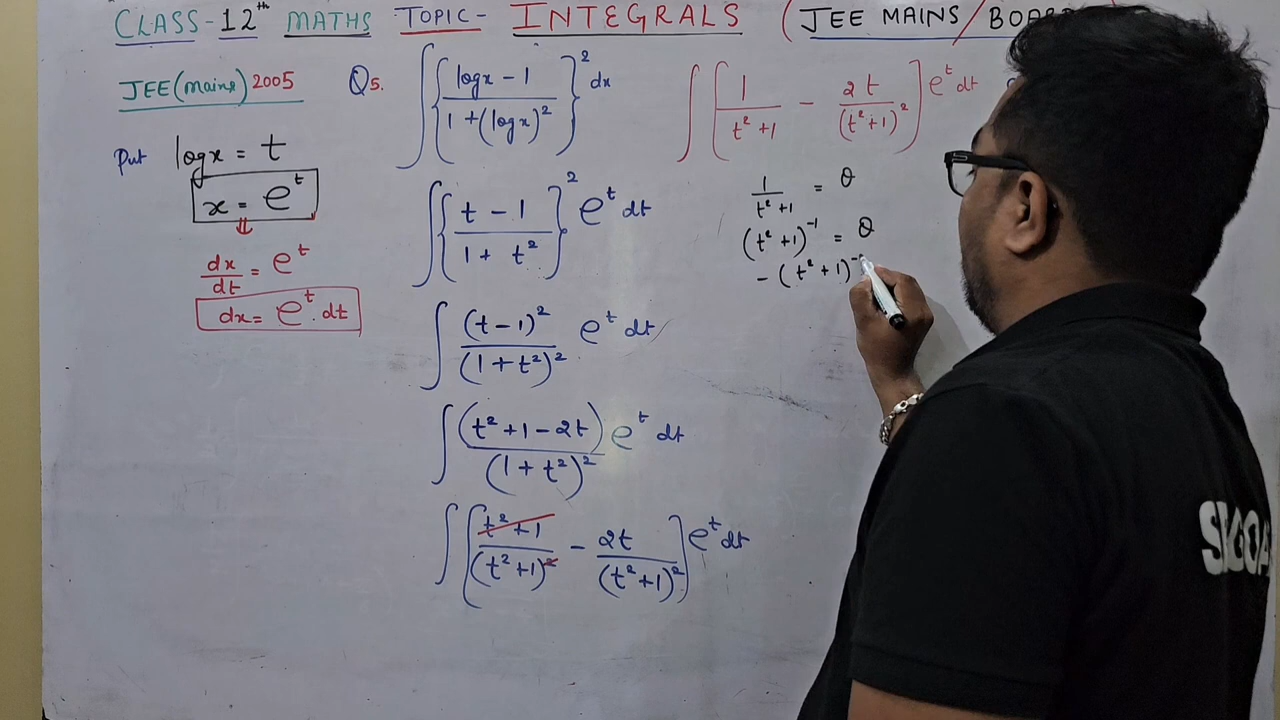 CLASS-12th MATHS TOPIC- INTEGRALS (JEE MAINS/BOAR
JEE(mains) 2005
Q5. ∫{(logx - 1)/(1+(logx)²)}² dx
Put logx = t
x = e^t
⇓
dx/dt = e^t
dx = e^t. dt
∫{(t - 1)/(1 + t²)}² e^t dt
∫ (t-1)²/(1+t²)² e^t dt
∫ (t²+1-2t)/(1+t²)² e^t dt
∫[(t²+1)/(t²+1)² - 2t/(t²+1)²] e^t dt
∫[1/(t²+1) - 2t/(t²+1)²] e^t dt
1/(t²+1) = θ
(t²+1)^-1 = θ
-(t²+1)^-